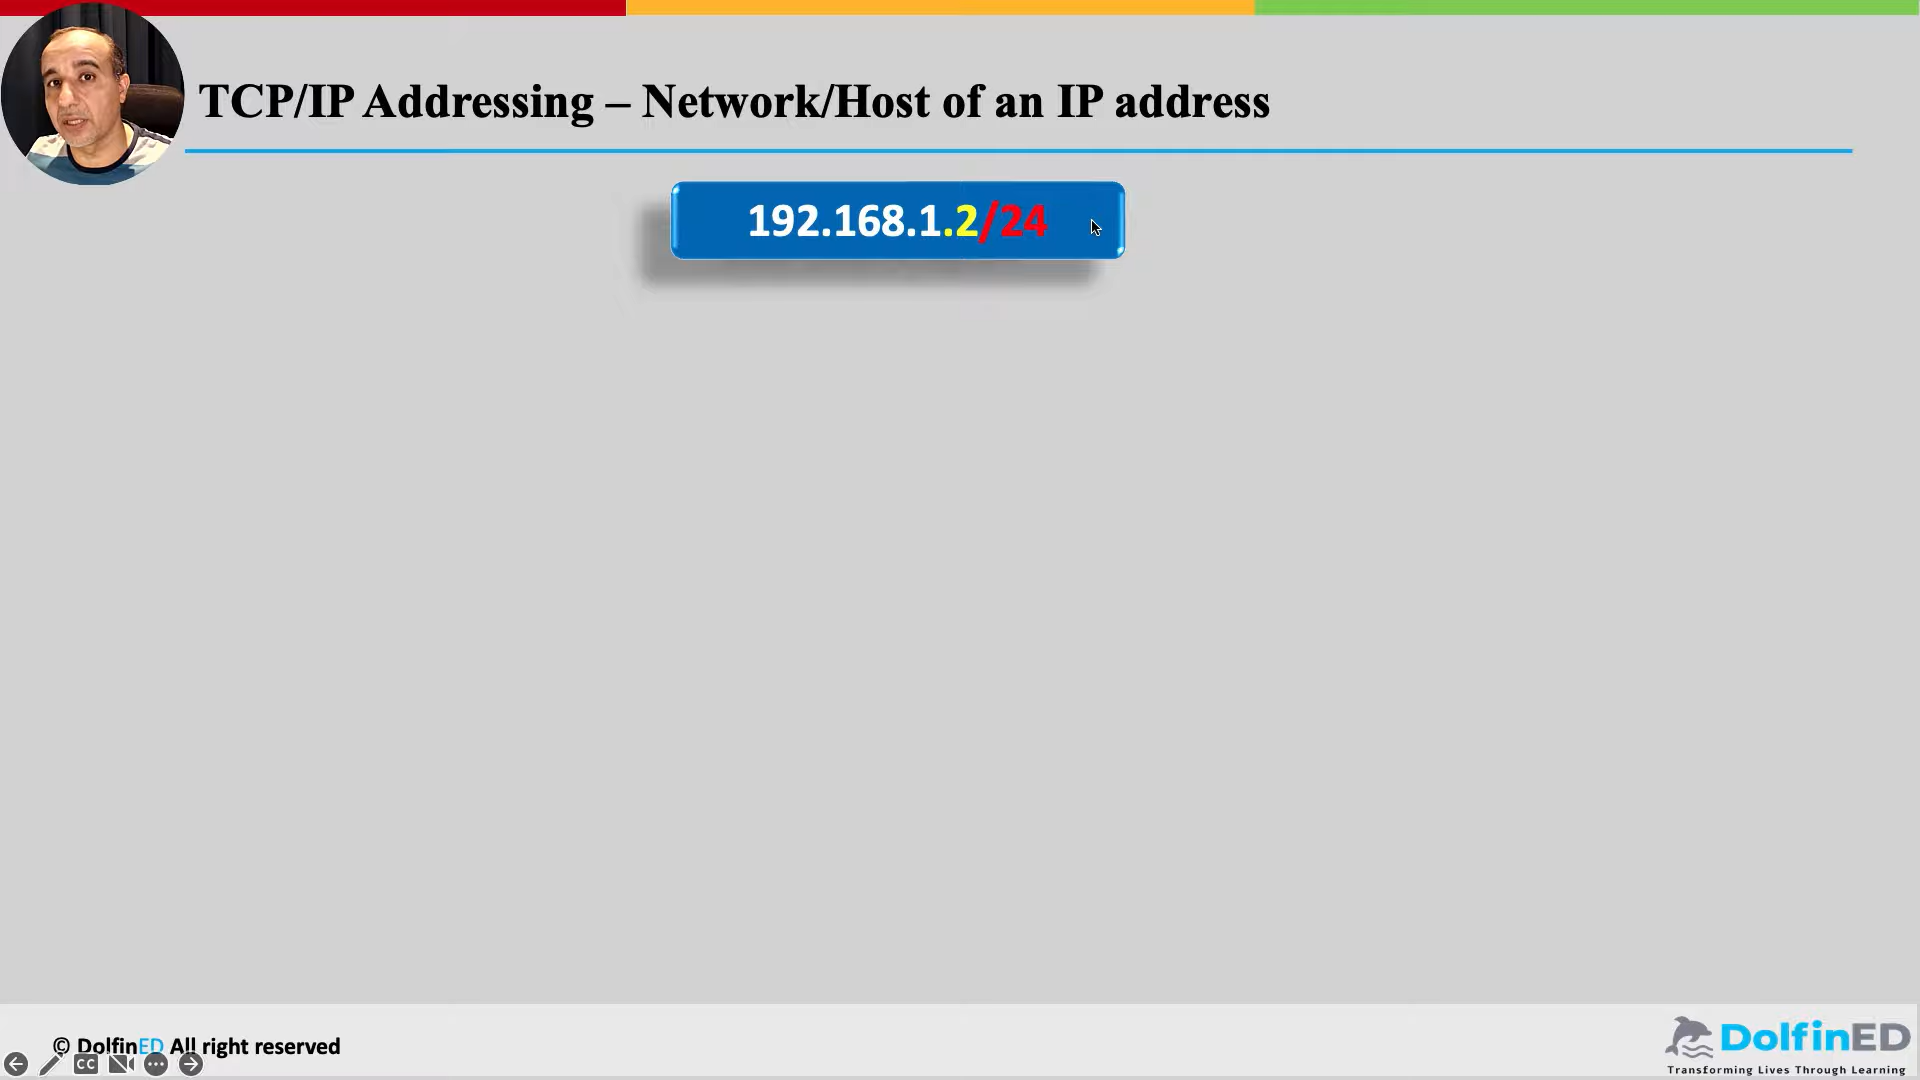 TCP/IP Addressing – Network/Host of an IP address
192.168.1.2/24
© DolfinED All right reserved
CC
DolfinED
Transforming Lives Through Learning